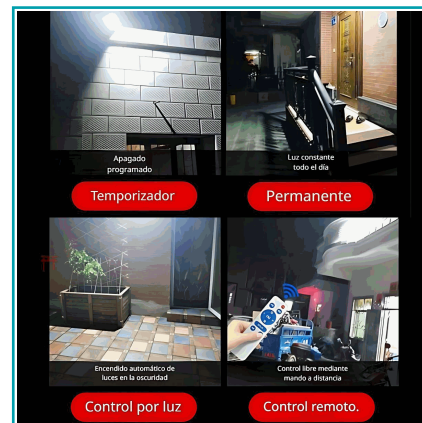 Apagado
programado
Luz constante
todo el día
Temporizador
Permanente
Encendido automático de
luces en la oscuridad
Control libre mediante
mando a distancia
Control por luz
Control remoto.